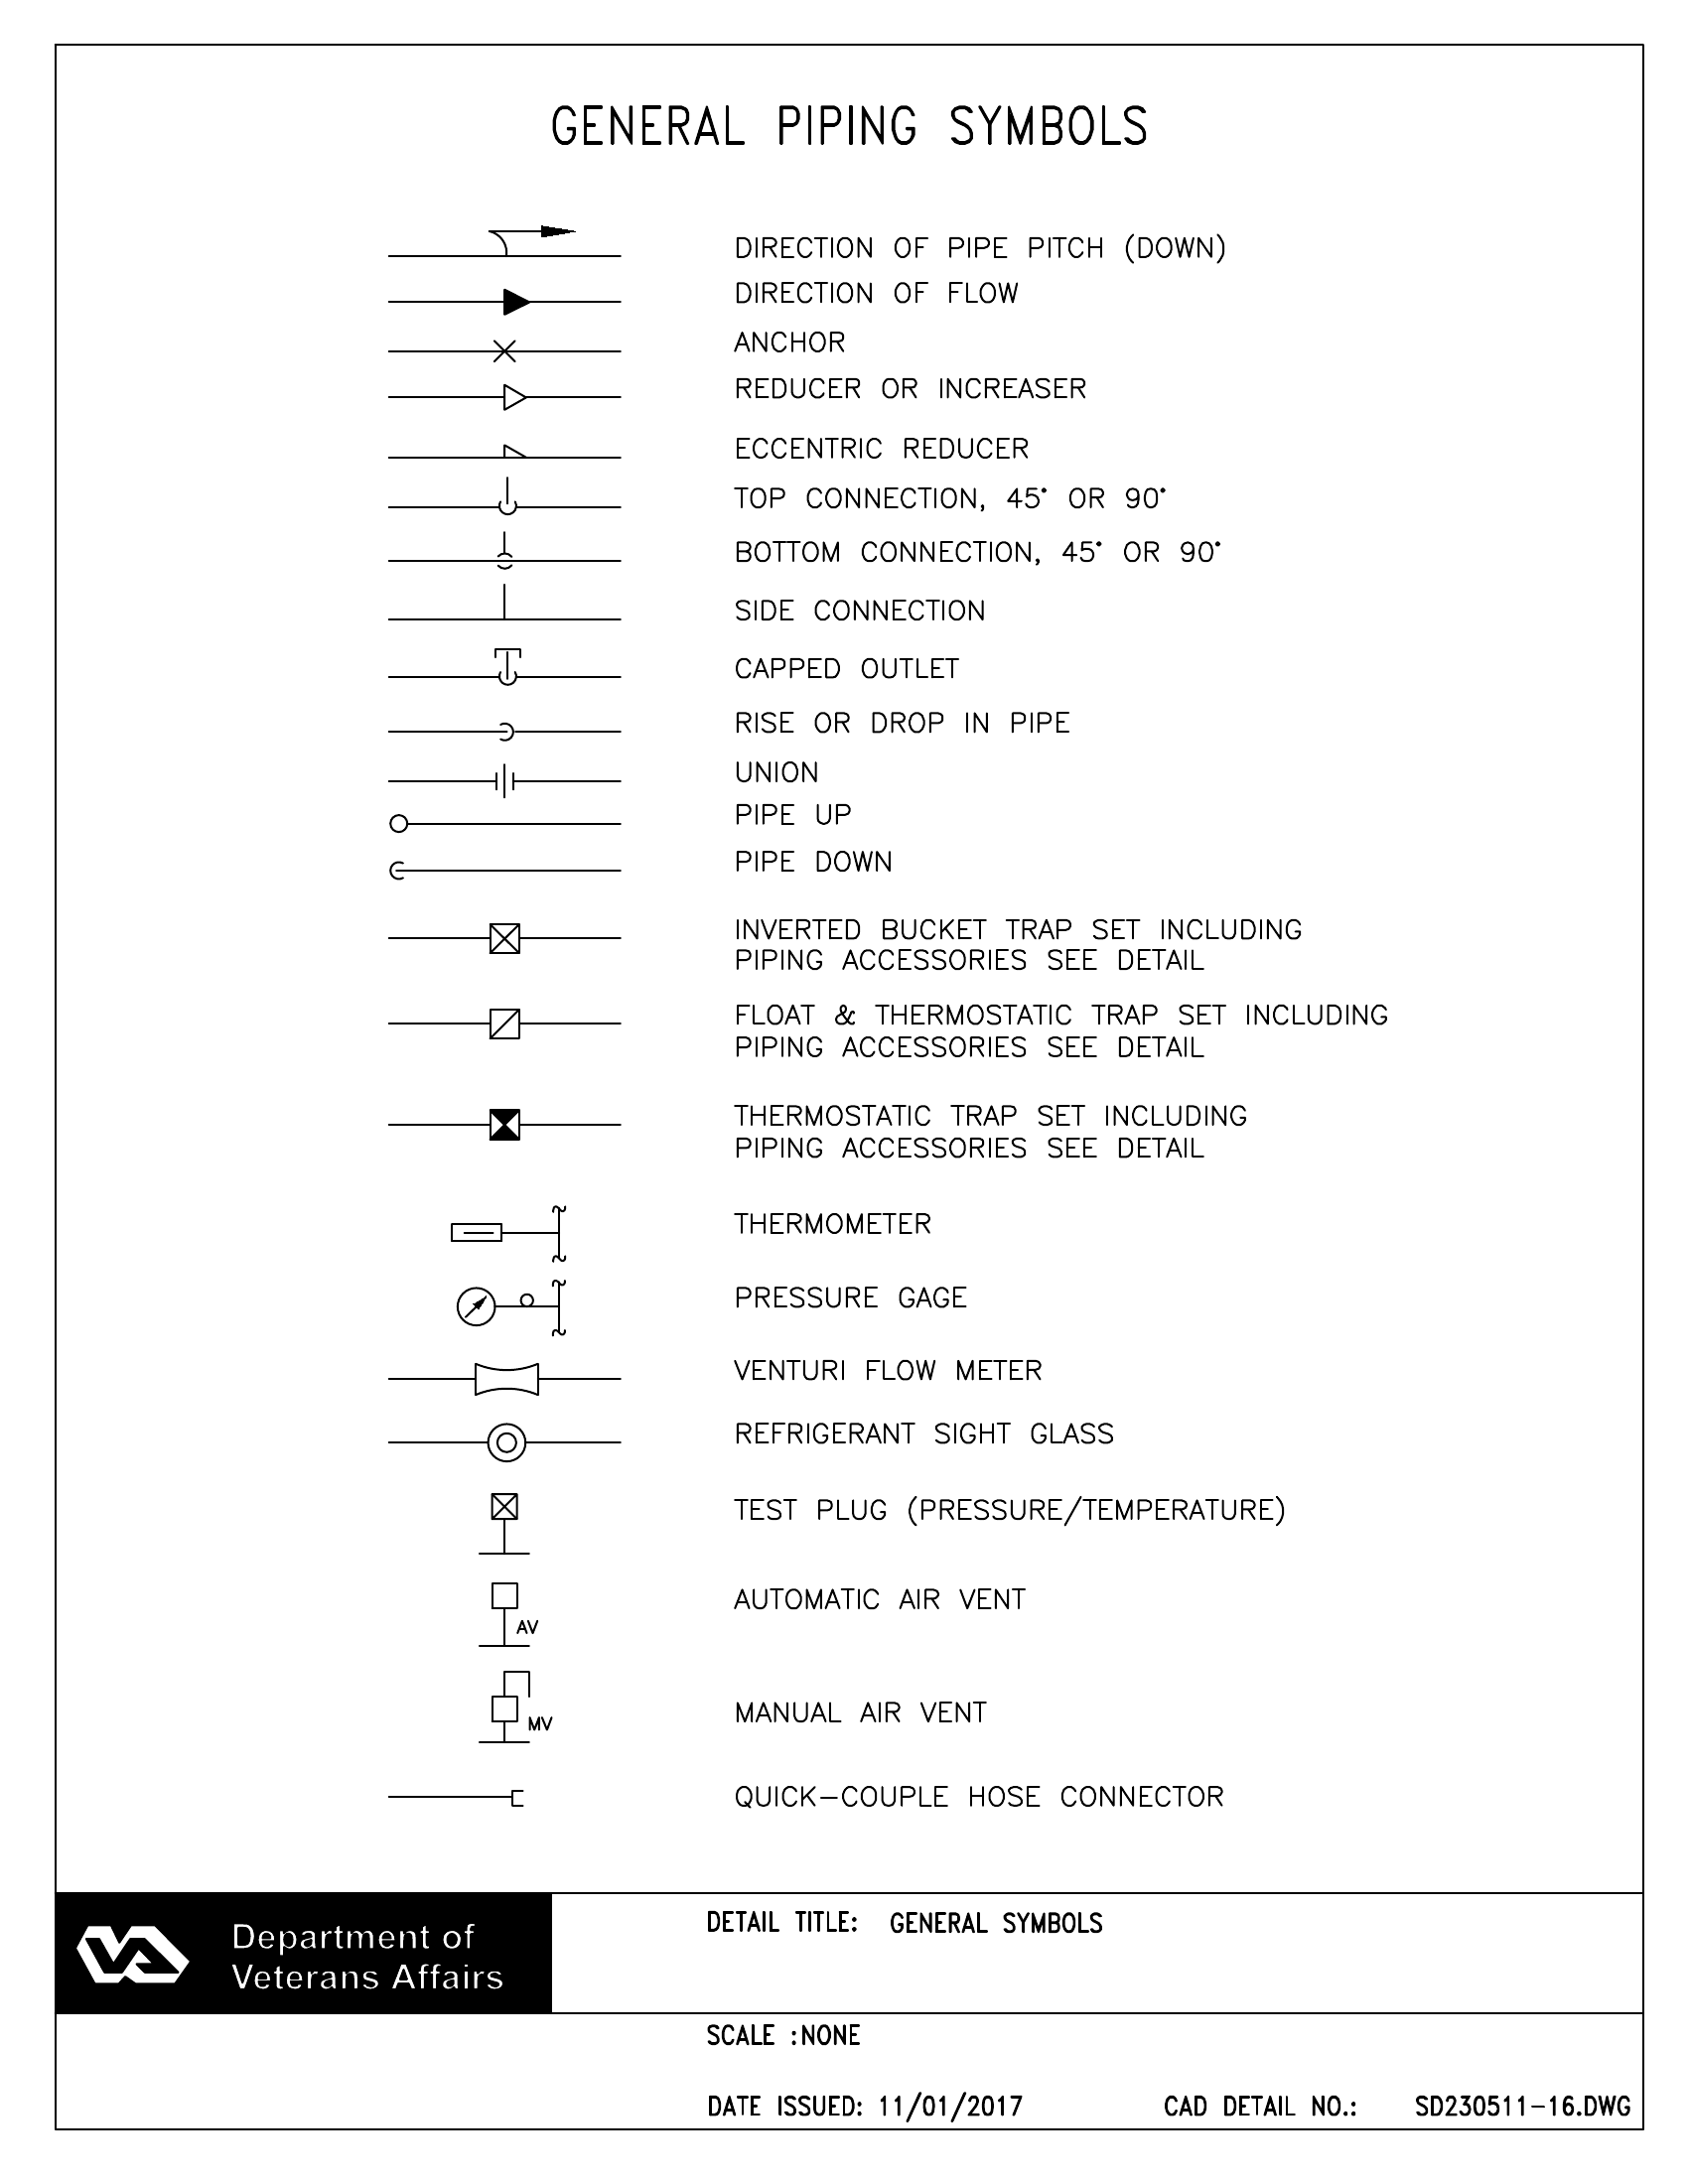 GENERAL PIPING SYMBOLS
DIRECTION OF PIPE PITCH (DOWN)
DIRECTION OF FLOW
ANCHOR
REDUCER OR INCREASER
ECCENTRIC REDUCER
TOP CONNECTION, 45° OR 90°
BOTTOM CONNECTION, 45° OR 90°
SIDE CONNECTION
CAPPED OUTLET
RISE OR DROP IN PIPE
UNION
PIPE UP
PIPE DOWN
INVERTED BUCKET TRAP SET INCLUDING
PIPING ACCESSORIES SEE DETAIL
FLOAT & THERMOSTATIC TRAP SET INCLUDING
PIPING ACCESSORIES SEE DETAIL
THERMOSTATIC TRAP SET INCLUDING
PIPING ACCESSORIES SEE DETAIL
THERMOMETER
PRESSURE GAGE
VENTURI FLOW METER
REFRIGERANT SIGHT GLASS
TEST PLUG (PRESSURE/TEMPERATURE)
AUTOMATIC AIR VENT
AV
MANUAL AIR VENT
MV
QUICK-COUPLE HOSE CONNECTOR
VA
Department of
Veterans Affairs
DETAIL TITLE: GENERAL SYMBOLS
SCALE :NONE
DATE ISSUED: 11/01/2017 CAD DETAIL NO.: SD230511-16.DWG